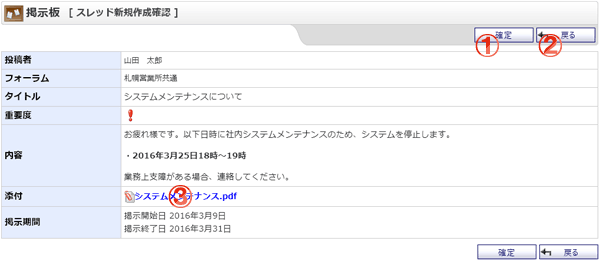 掲示板 [ スレッド新規作成確認 ]
① 確定 ② 戻る
投稿者 山田 太郎
フォーラム 札幌営業所共通
タイトル システムメンテナンスについて
重要度 !
お疲れ様です。以下日時に社内システムメンテナンスのため、システムを停止します。
内容 ・2016年3月25日18時～19時
業務上支障がある場合、連絡してください。
添付 システムメンテナンス.pdf ③
掲示期間 掲示開始日 2016年3月9日
掲示終了日 2016年3月31日
確定 戻る